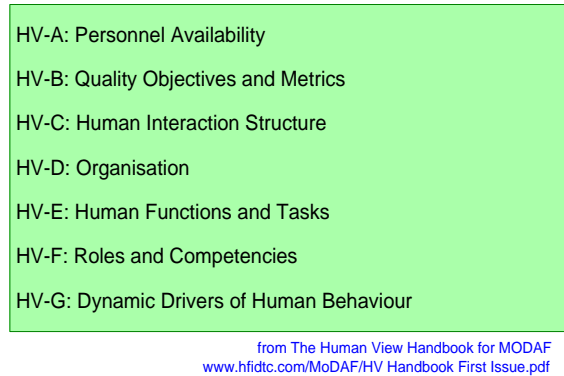 HV-A: Personnel Availability
HV-B: Quality Objectives and Metrics
HV-C: Human Interaction Structure
HV-D: Organisation
HV-E: Human Functions and Tasks
HV-F: Roles and Competencies
HV-G: Dynamic Drivers of Human Behaviour
from The Human View Handbook for MODAF
www.hfidtc.com/MoDAF/HV Handbook First Issue.pdf